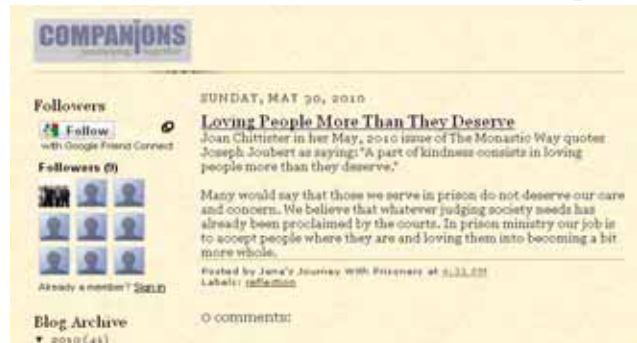 COMPANIONS
Followers
Follow
with Google Friend Connect
Followers (9)
Already a member? Sign in
Blog Archive
▼ 2010 (41)
SUNDAY, MAY 30, 2010
Loving People More Than They Deserve
Joan Chittister in her May, 2010 issue of The Monastic Way quotes
Joseph Joubert as saying: "A part of kindness consists in loving
people more than they deserve."
Many would say that those we serve in prison do not deserve our care
and concern. We believe that whatever judging society needs has
already been proclaimed by the courts. In prison ministry our job is
to accept people where they are and loving them into becoming a bit
more whole.
Posted by Jana's Journey With Prisoners at
Labels: reflection
0 comments: